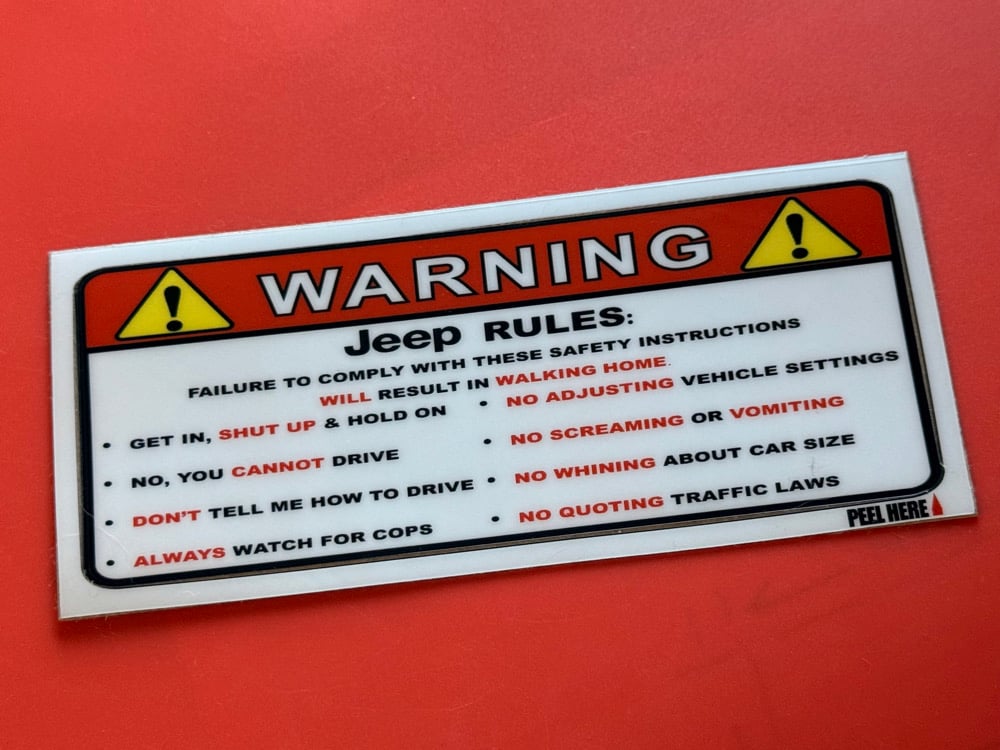 WARNING
Jeep RULES:
FAILURE TO COMPLY WITH THESE SAFETY INSTRUCTIONS
WILL RESULT IN WALKING HOME.
• GET IN, SHUT UP & HOLD ON
• NO, YOU CANNOT DRIVE
• DON'T TELL ME HOW TO DRIVE
• ALWAYS WATCH FOR COPS
• NO ADJUSTING VEHICLE SETTINGS
• NO SCREAMING OR VOMITING
• NO WHINING ABOUT CAR SIZE
• NO QUOTING TRAFFIC LAWS
PEEL HERE